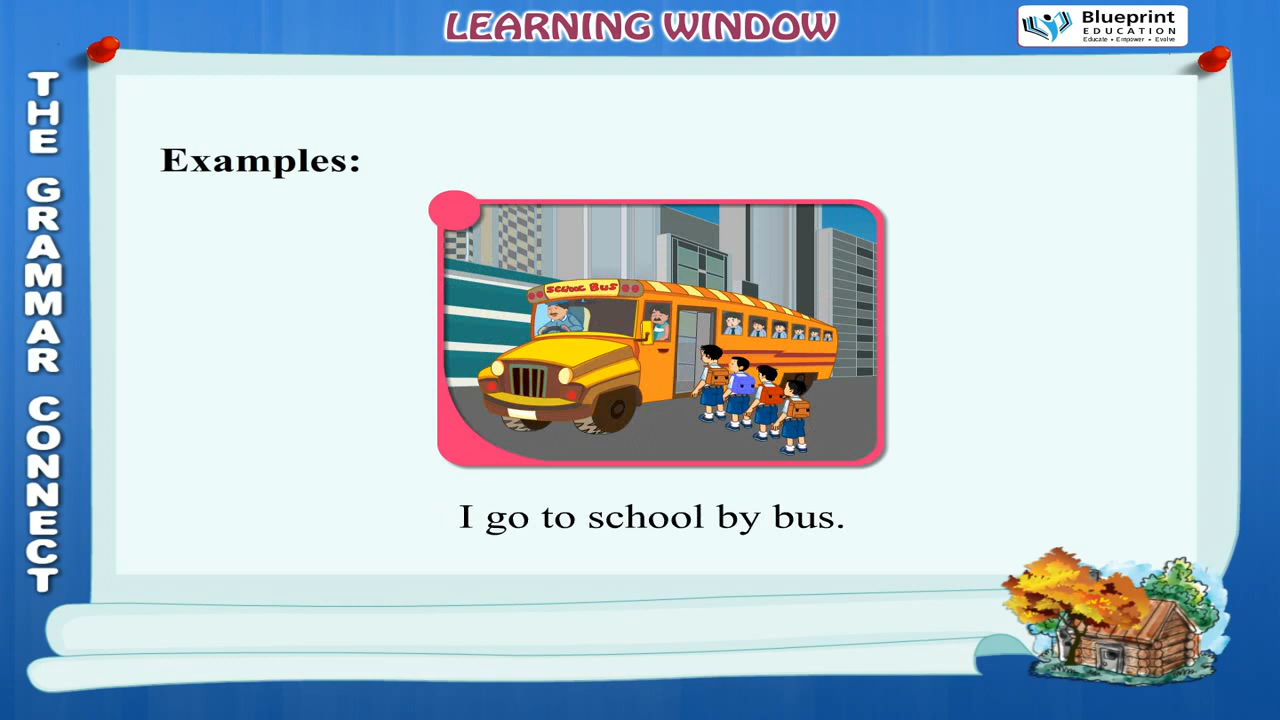 LEARNING WINDOW
Blueprint
EDUCATION
Educate • Empower • Evolve
THE GRAMMAR CONNECT
Examples:
SCHOOL BUS
I go to school by bus.